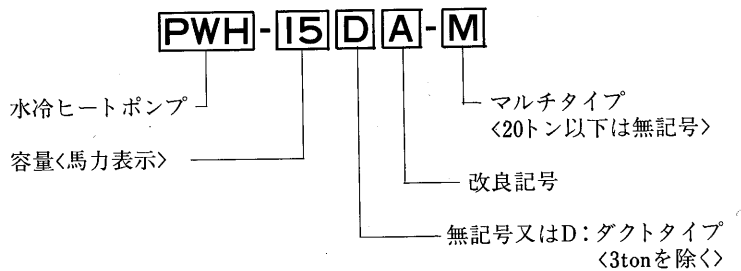 PWH-15DA-M
水冷ヒートポンプ
マルチタイプ
<20トン以下は無記号>
容量<馬力表示>
改良記号
無記号又はD：ダクトタイプ
<3tonを除く>